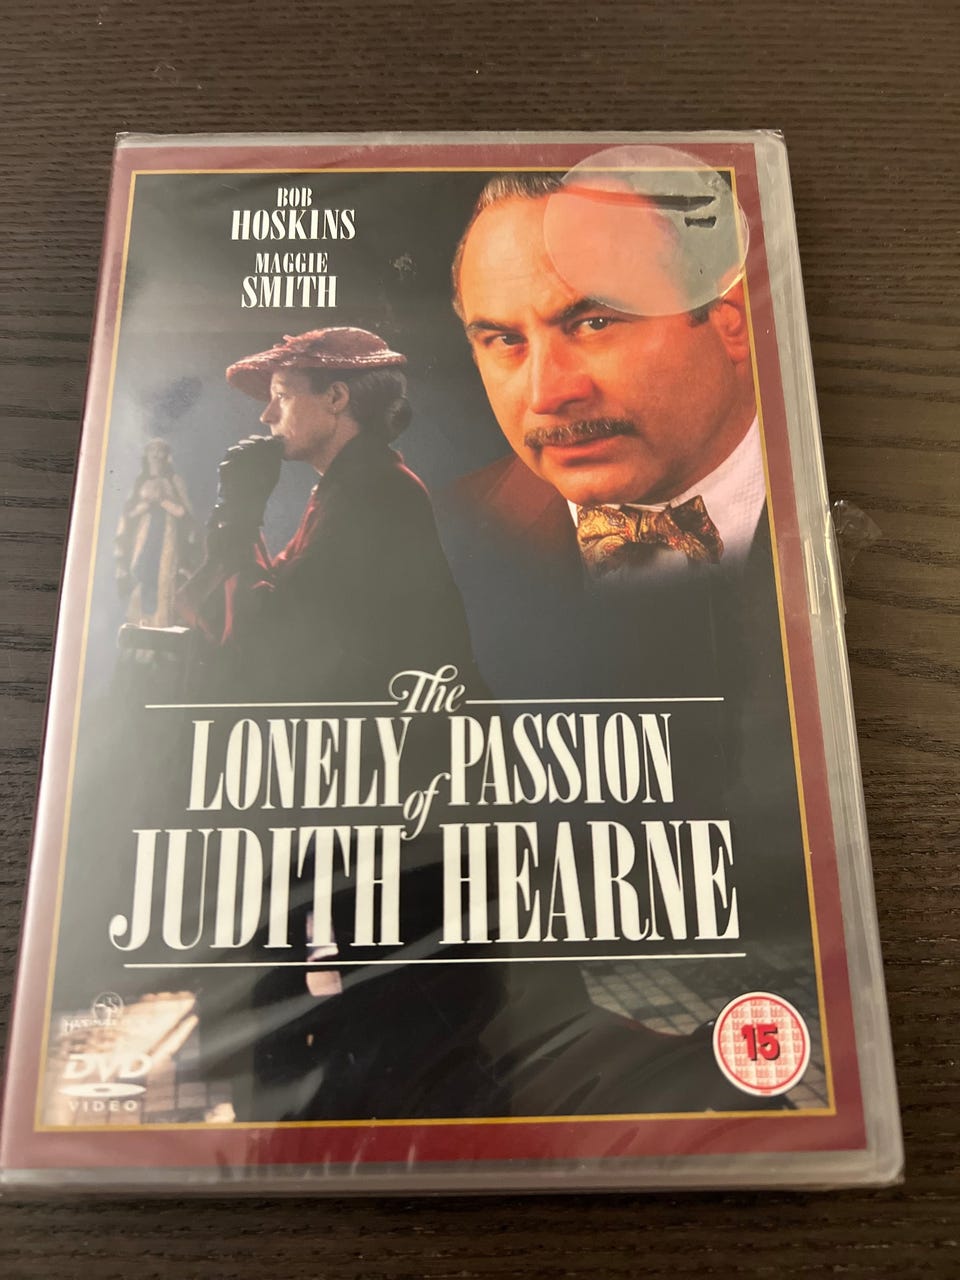 BOB
HOSKINS
MAGGIE
SMITH
The
LONELY PASSION
of
JUDITH HEARNE
DVD
VIDEO
15